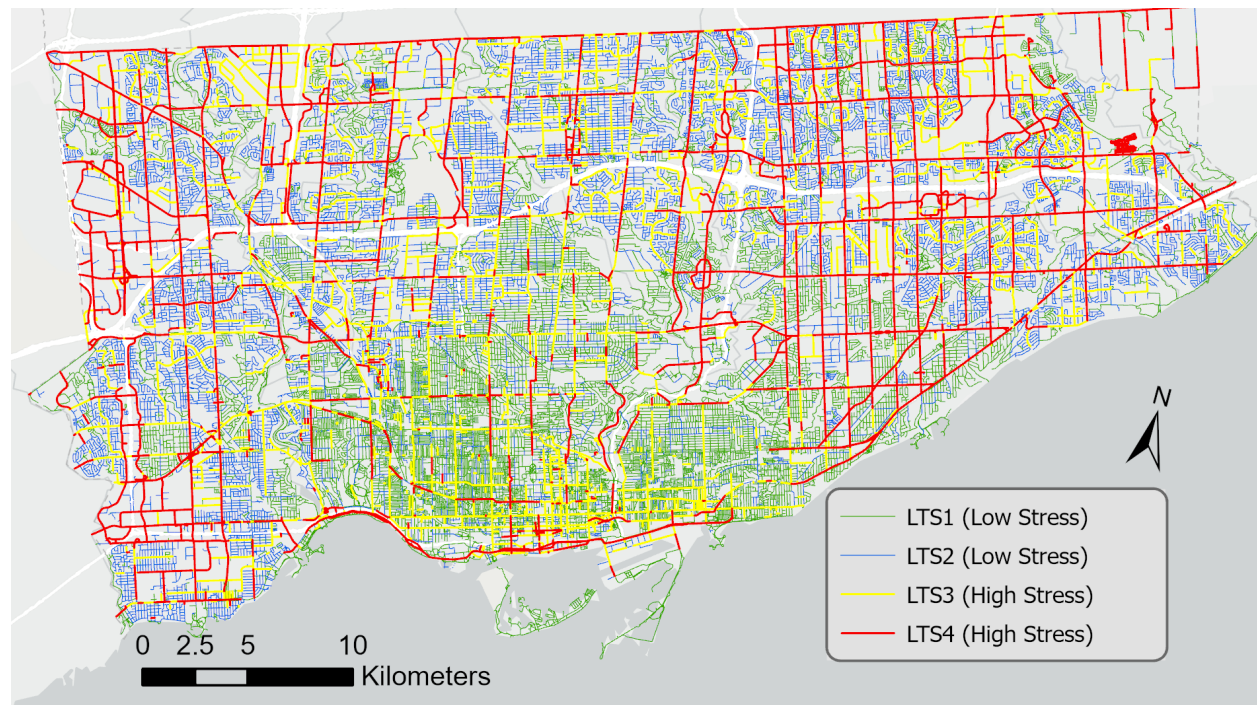 N
LTS1 (Low Stress)
LTS2 (Low Stress)
LTS3 (High Stress)
LTS4 (High Stress)
0 2.5 5 10
Kilometers